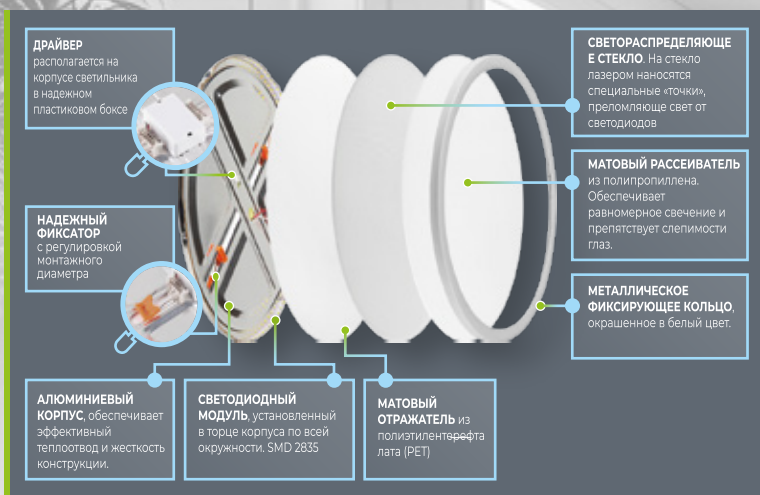 ДРАЙВЕР
располагается на
корпусе светильника
в надежном
пластиковом боксе
НАДЕЖНЫЙ
ФИКСАТОР
с регулировкой
монтажного
диаметра
АЛЮМИНИЕВЫЙ
КОРПУС, обеспечивает
эффективный
теплоотвод и жесткость
конструкции.
СВЕТОДИОДНЫЙ
МОДУЛЬ, установленный
в торце корпуса по всей
окружности. SMD 2835
МАТОВЫЙ
ОТРАЖАТЕЛЬ из
полиэтилентерефта
лата (PET)
СВЕТОРАСПРЕДЕЛЯЮЩЕ
Е СТЕКЛО. На стекло
лазером наносятся
специальные «точки»,
преломляюще свет от
светодиодов
МАТОВЫЙ РАССЕИВАТЕЛЬ
из полипропиллена.
Обеспечивает
равномерное свечение и
препятствует слепимости
глаз.
МЕТАЛЛИЧЕСКОЕ
ФИКСИРУЮЩЕЕ КОЛЬЦО,
окрашенное в белый цвет.